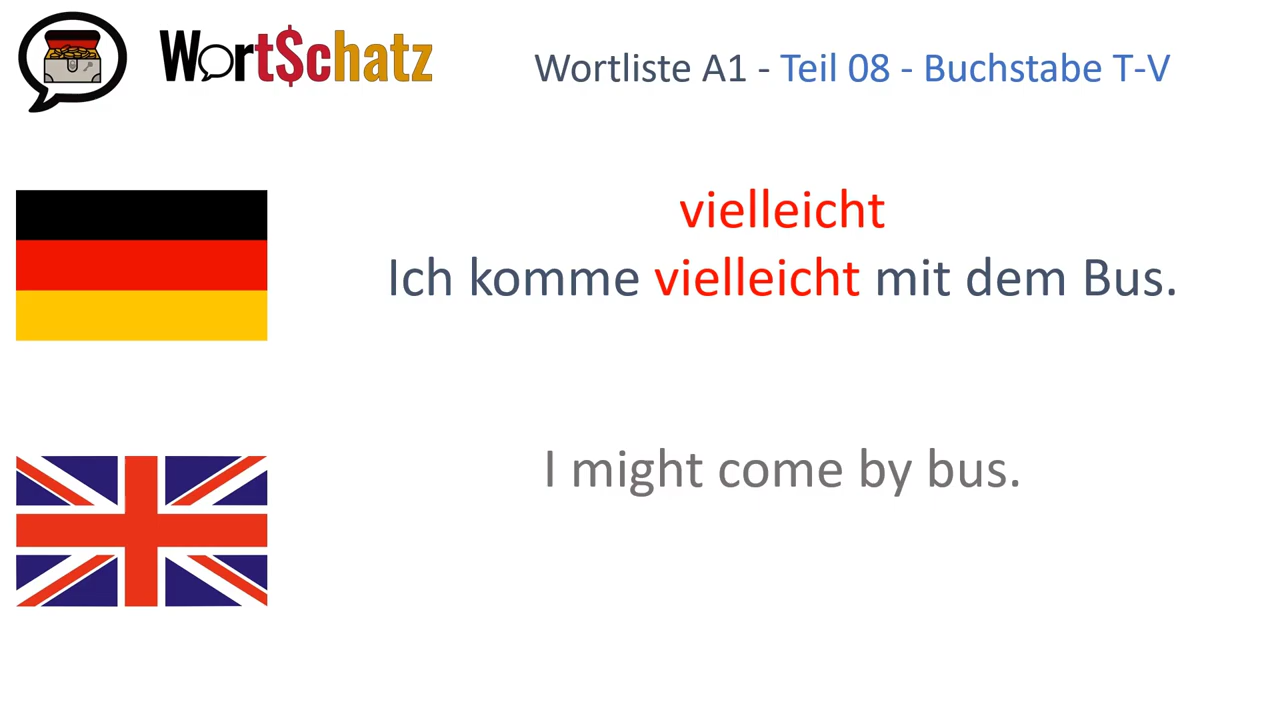 WortSchatz
Wortliste A1 - Teil 08 - Buchstabe T-V
vielleicht
Ich komme vielleicht mit dem Bus.
I might come by bus.